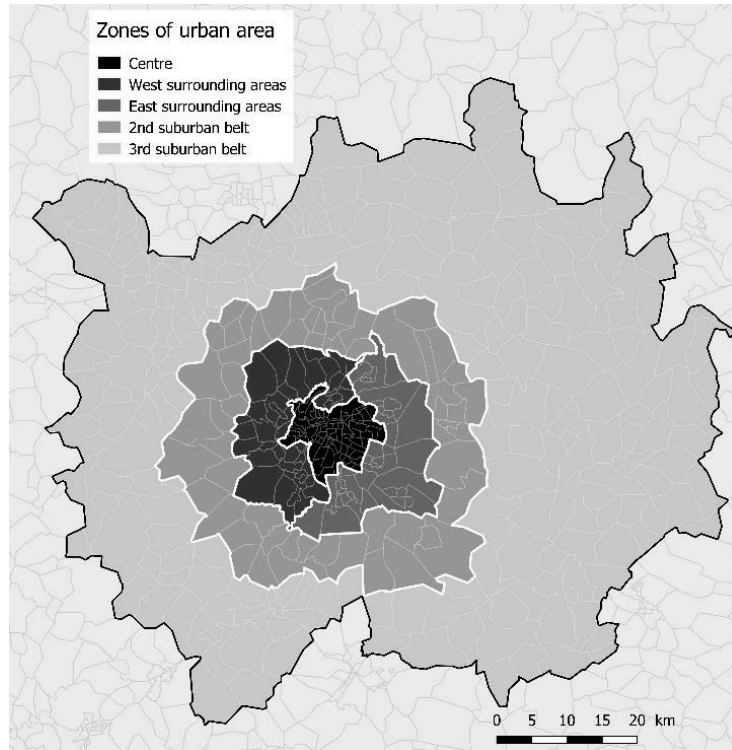 Zones of urban area
Centre
West surrounding areas
East surrounding areas
2nd suburban belt
3rd suburban belt
0 5 10 15 20 km